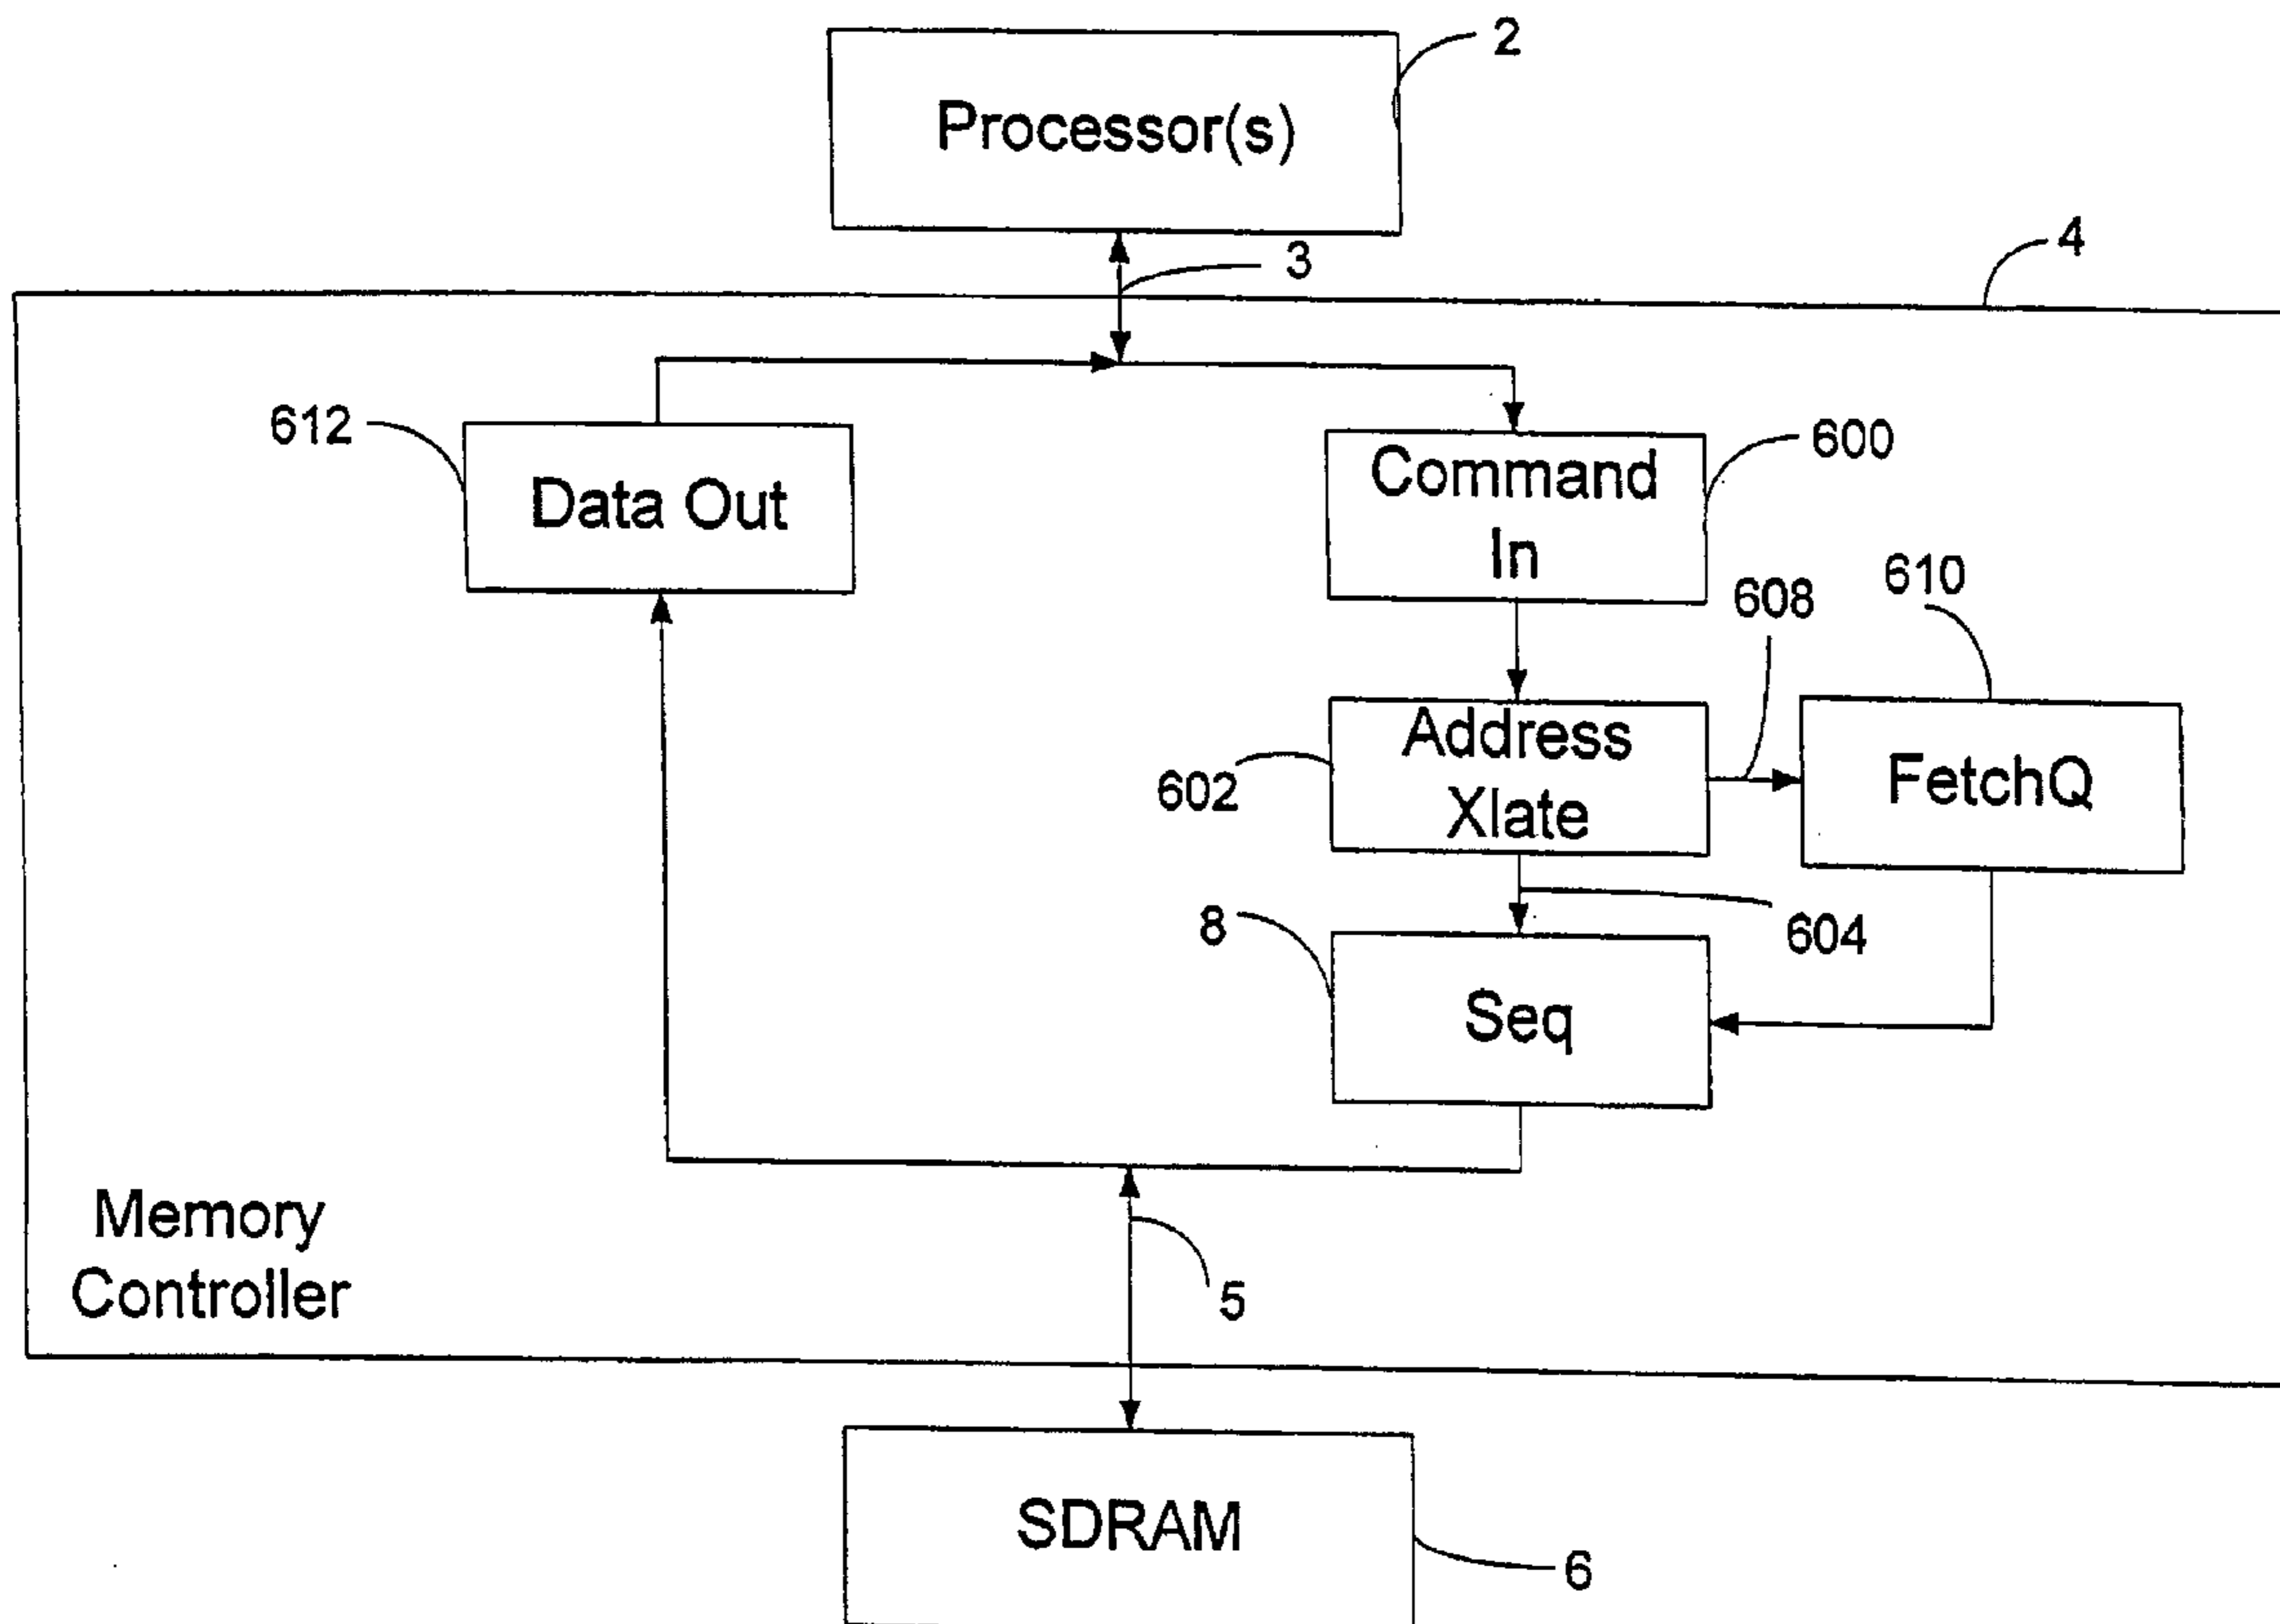 2
Processor(s)
3
4
612
Data Out
Command
In
600
608
610
Address
Xlate
602
FetchQ
604
8
Seq
5
Memory
Controller
SDRAM
6